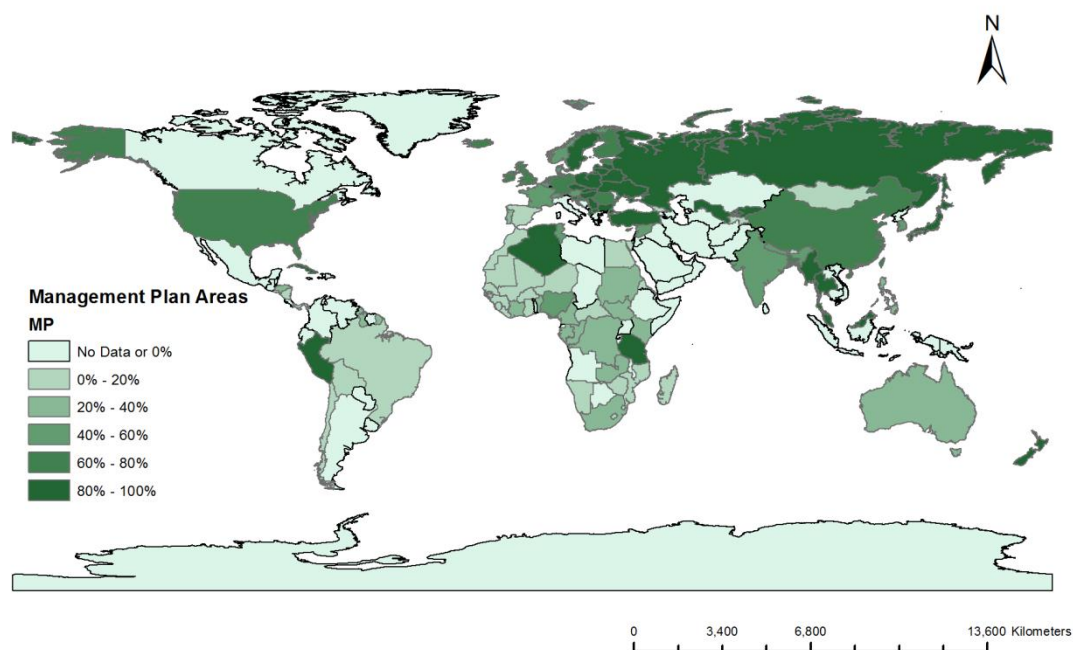 N
Management Plan Areas
MP
No Data or 0%
0% - 20%
20% - 40%
40% - 60%
60% - 80%
80% - 100%
0 3,400 6,800 13,600 Kilometers